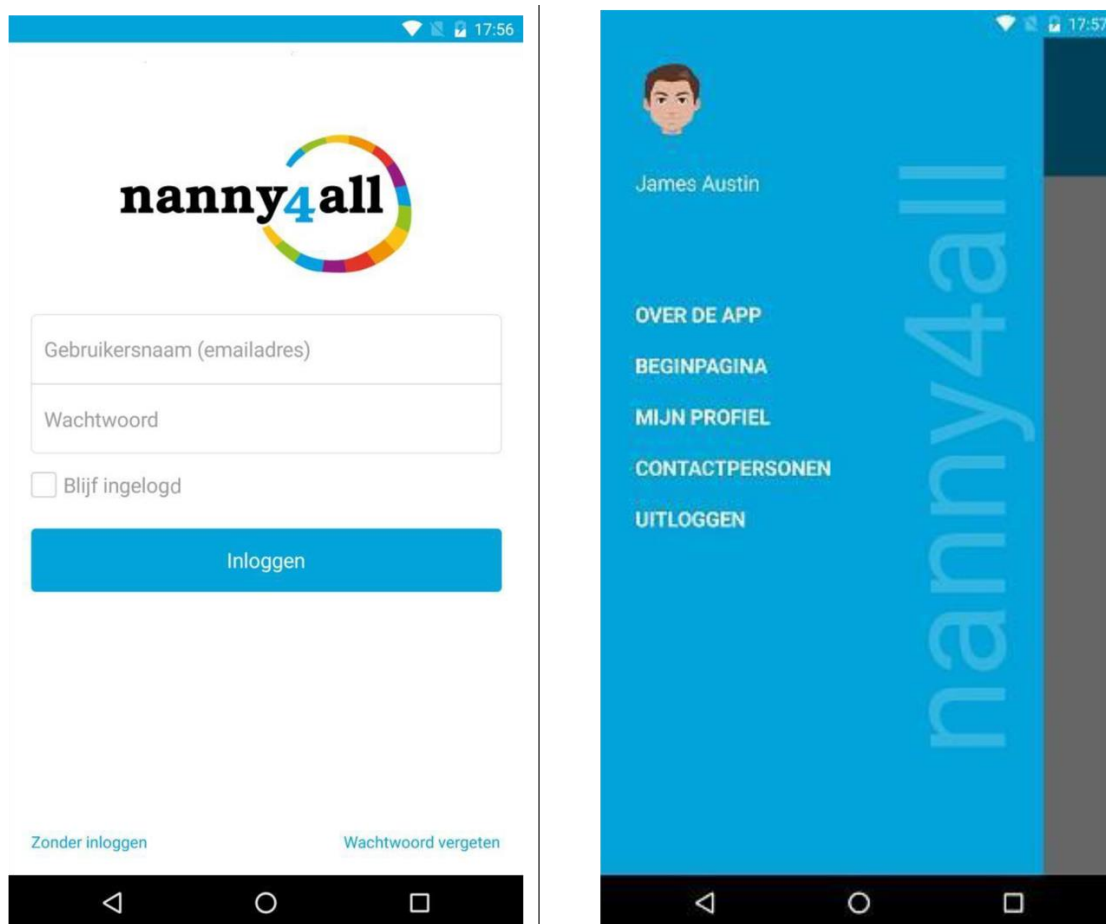 17:56
nanny4all
Gebruikersnaam (emailadres)
Wachtwoord
Blijf ingelogd
Inloggen
Zonder inloggen
Wachtwoord vergeten
17:57
James Austin
OVER DE APP
BEGINPAGINA
MIJN PROFIEL
CONTACTPERSONEN
UITLOGGEN
nanny4all